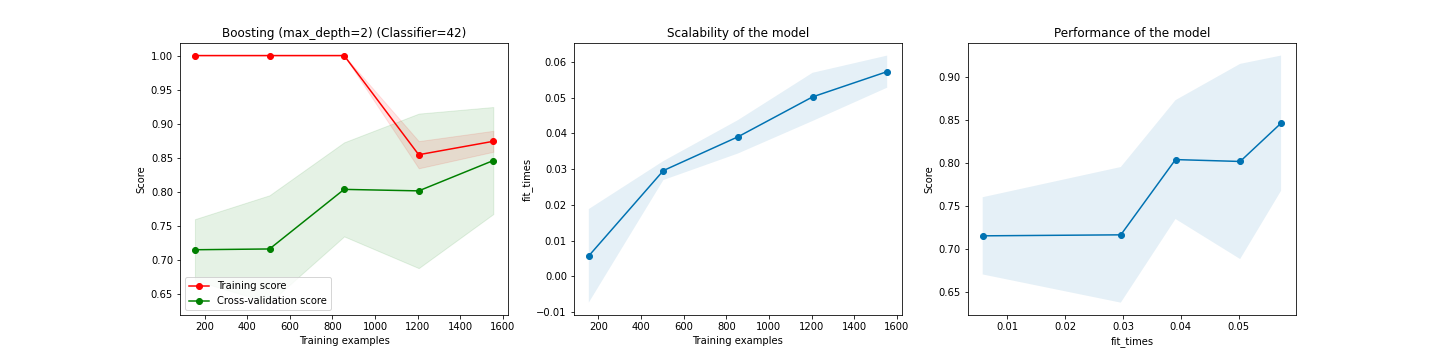 Boosting (max_depth=2) (Classifier=42)
Score
1.00
0.95
0.90
0.85
0.80
0.75
0.70
0.65
Training score
Cross-validation score
200 400 600 800 1000 1200 1400 1600
Training examples
Scalability of the model
fit_times
0.06
0.05
0.04
0.03
0.02
0.01
0.00
−0.01
200 400 600 800 1000 1200 1400 1600
Training examples
Performance of the model
Score
0.90
0.85
0.80
0.75
0.70
0.65
0.01 0.02 0.03 0.04 0.05
fit_times